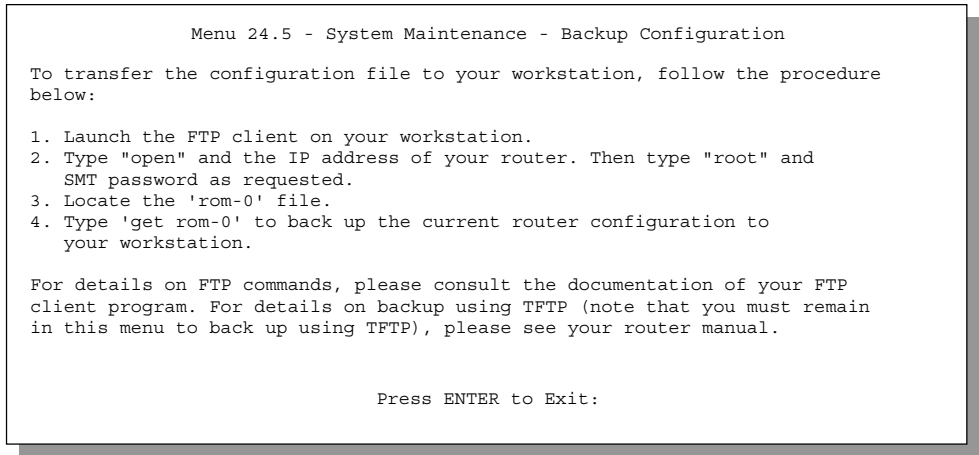 Menu 24.5 - System Maintenance - Backup Configuration
To transfer the configuration file to your workstation, follow the procedure
below:
1. Launch the FTP client on your workstation.
2. Type "open" and the IP address of your router. Then type "root" and
SMT password as requested.
3. Locate the 'rom-0' file.
4. Type 'get rom-0' to back up the current router configuration to
your workstation.
For details on FTP commands, please consult the documentation of your FTP
client program. For details on backup using TFTP (note that you must remain
in this menu to back up using TFTP), please see your router manual.
Press ENTER to Exit: